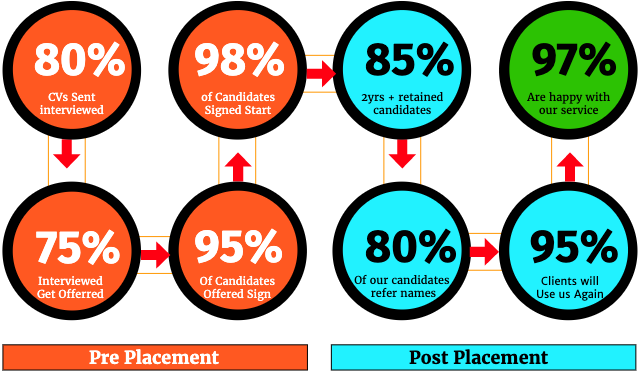 80%
CVs Sent
interviewed
75%
Interviewed
Get Offerred
95%
Of Candidates
Offered Sign
98%
of Candidates
Signed Start
85%
2yrs + retained
candidates
80%
Of our candidates
refer names
95%
Clients will
Use us Again
97%
Are happy with
our service
Pre Placement
Post Placement